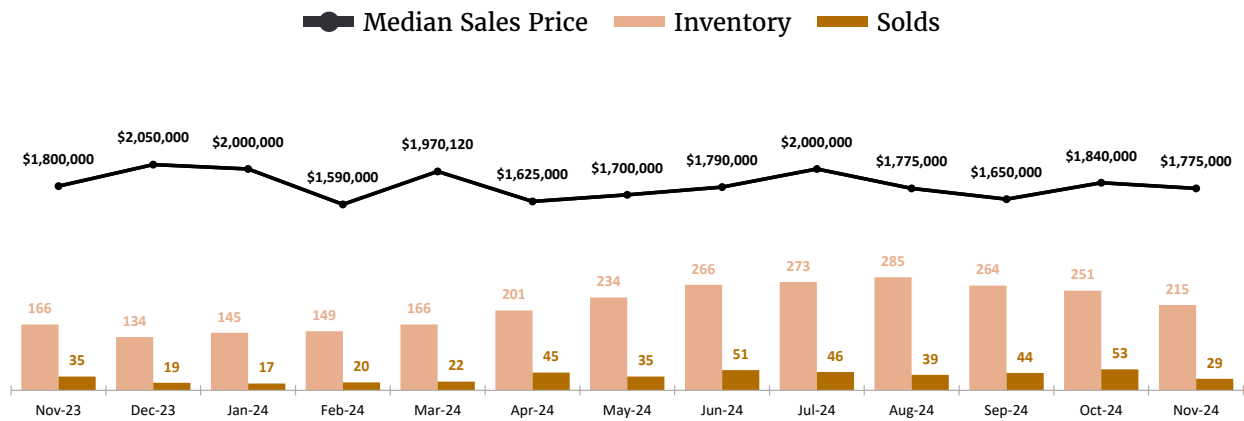 Median Sales Price Inventory Solds
$1,800,000 $2,050,000 $2,000,000 $1,590,000 $1,970,120 $1,625,000 $1,700,000 $1,790,000 $2,000,000 $1,775,000 $1,650,000 $1,840,000 $1,775,000
166 134 145 149 166 201 234 266 273 285 264 251 215
35 19 17 20 22 45 35 51 46 39 44 53 29
Nov-23 Dec-23 Jan-24 Feb-24 Mar-24 Apr-24 May-24 Jun-24 Jul-24 Aug-24 Sep-24 Oct-24 Nov-24